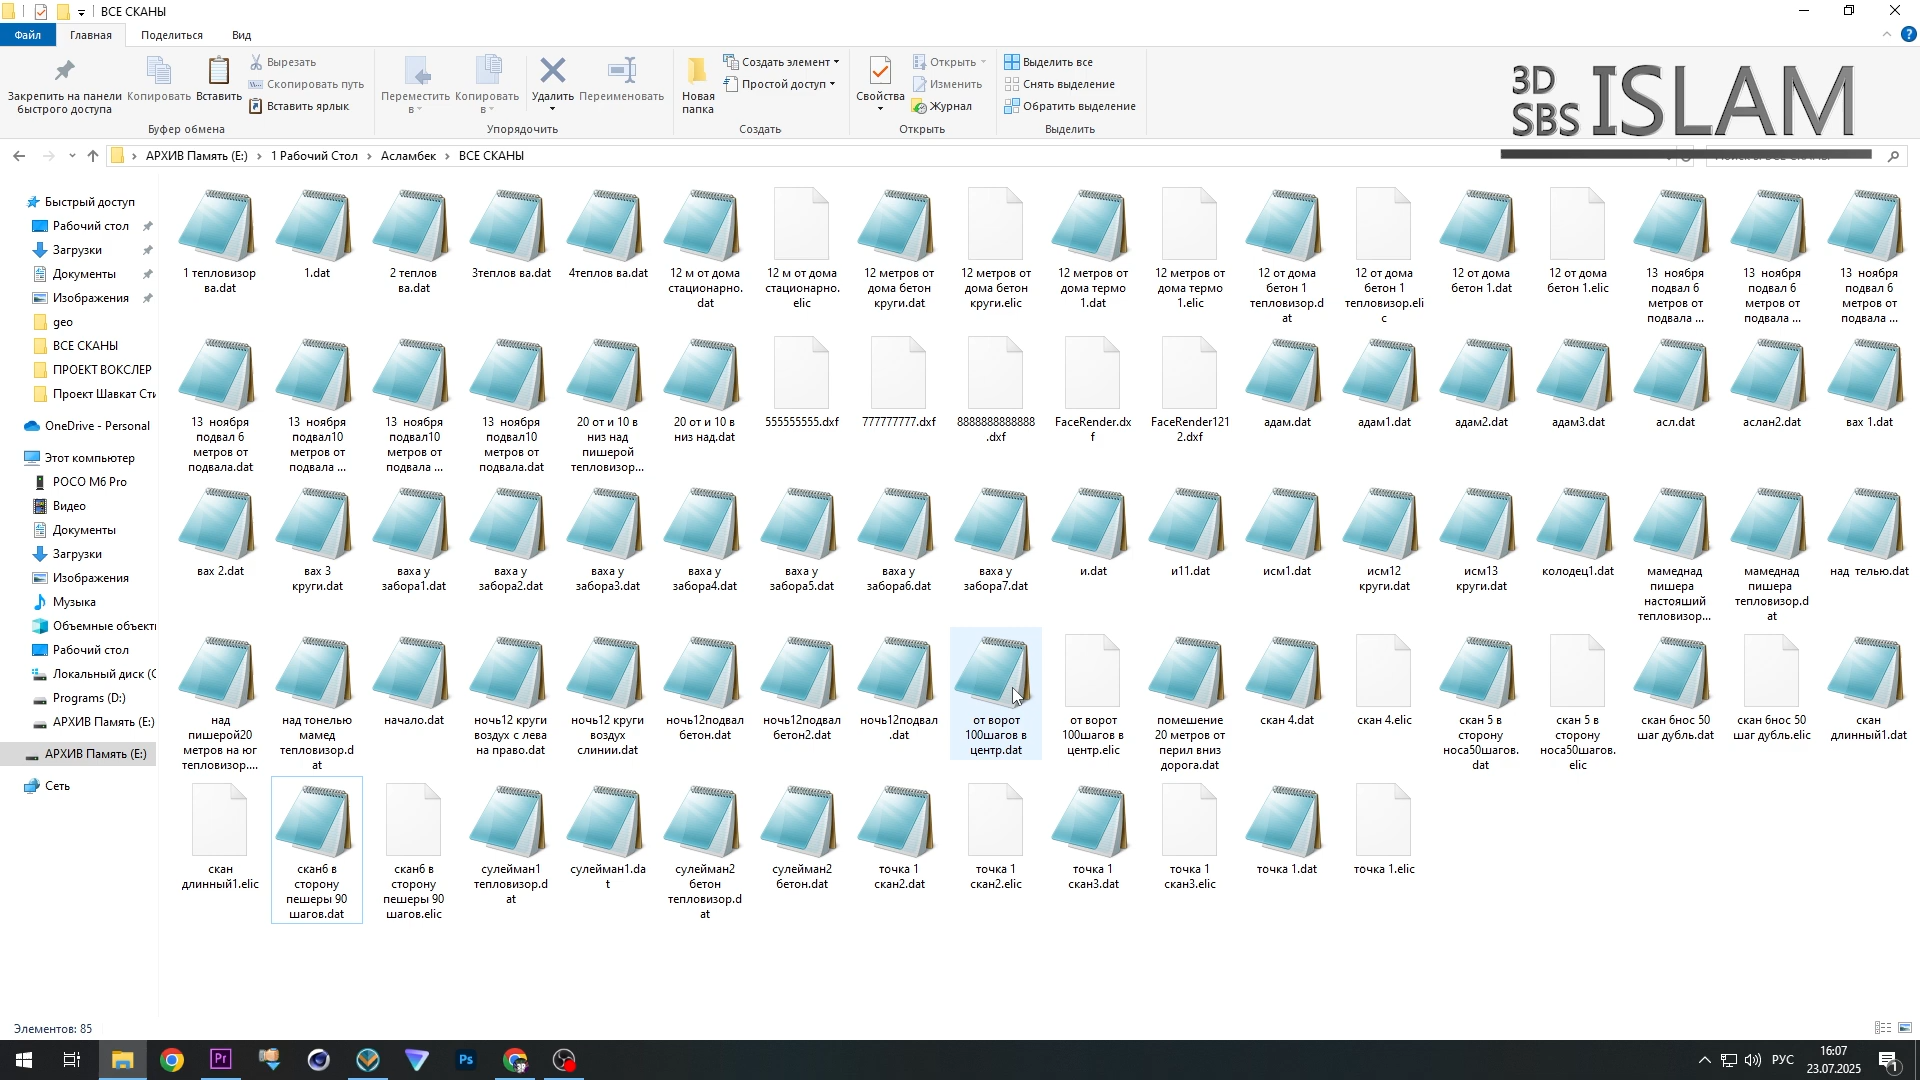 ВСЕ СКАНЫ
Файл
Главная
Поделиться
Вид
Закрепить на панели
быстрого доступа
Копировать
Вставить
Вырезать
Скопировать путь
Вставить ярлык
Переместить
в
Копировать
в
Удалить
Переименовать
Новая
папка
Создать элемент
Простой доступ
Свойства
Открыть
Изменить
Журнал
Выделить все
Снять выделение
Обратить выделение
Буфер обмена
Упорядочить
Создать
Открыть
Выделить
3D
SBS ISLAM
АРХИВ Память (E:) > 1 Рабочий Стол > Асламбек > ВСЕ СКАНЫ
Быстрый доступ
Рабочий стол
Загрузки
Документы
Изображения
geo
ВСЕ СКАНЫ
ПРОЕКТ ВОКСЛЕР
Проект Шавкат Сти
OneDrive - Personal
Этот компьютер
POCO M6 Pro
Видео
Документы
Загрузки
Изображения
Музыка
Объемные объект
Рабочий стол
Локальный диск (C
Programs (D:)
АРХИВ Память (E:)
АРХИВ Память (E:)
Сеть
1 тепловизор
ва.dat
1.dat
2 теплов
ва.dat
3теплов ва.dat
4теплов ва.dat
12 м от дома
стационарно.
dat
12 м от дома
стационарно.
elic
12 метров от
дома бетон
круги.dat
12 метров от
дома бетон
круги.elic
12 метров от
дома термо
1.dat
12 метров от
дома термо
1.elic
12 от дома
бетон 1
тепловизор.d
at
12 от дома
бетон 1
тепловизор.eli
c
12 от дома
бетон 1.dat
12 от дома
бетон 1.elic
13 ноября
подвал 6
метров от
подвала ...
13 ноября
подвал 6
метров от
подвала ...
13 ноября
подвал 6
метров от
подвала ...
13 ноября
подвал 6
метров от
подвала.dat
13 ноября
подвал10
метров от
подвала ...
13 ноября
подвал10
метров от
подвала ...
13 ноября
подвал10
метров от
подвала.dat
20 от и 10 в
низ над
пишерой
тепловизор...
20 от и 10 в
низ над.dat
555555555.dxf
777777777.dxf
8888888888888
.dxf
FaceRender.dx
f
FaceRender121
2.dxf
адам.dat
адам1.dat
адам2.dat
адам3.dat
асл.dat
аслан2.dat
вах 1.dat
вах 2.dat
вах 3
круги.dat
ваха у
забора1.dat
ваха у
забора2.dat
ваха у
забора3.dat
ваха у
забора4.dat
ваха у
забора5.dat
ваха у
забора6.dat
ваха у
забора7.dat
и.dat
и11.dat
исм1.dat
исм12
круги.dat
исм13
круги.dat
колодец1.dat
мамеднад
пишера
настояший
тепловизор...
мамеднад
пишера
тепловизор.d
at
над телью.dat
над
пишерой20
метров на юг
тепловизор....
над тонелью
мамед
тепловизор.d
at
начало.dat
ночь12 круги
воздух с лева
на право.dat
ночь12 круги
воздух
слинии.dat
ночь12подвал
бетон.dat
ночь12подвал
бетон2.dat
ночь12подвал
.dat
от ворот
100шагов в
центр.dat
от ворот
100шагов в
центр.elic
помешение
20 метров от
перил вниз
дорога.dat
скан 4.dat
скан 4.elic
скан 5 в
сторону
носа50шагов.
dat
скан 5 в
сторону
носа50шагов.
elic
скан 6нос 50
шаг дубль.dat
скан 6нос 50
шаг дубль.elic
скан
длинный1.dat
скан
длинный1.elic
скан6 в
сторону
пешеры 90
шагов.dat
скан6 в
сторону
пешеры 90
шагов.elic
сулейман1
тепловизор.d
at
сулейман1.da
t
сулейман2
бетон
тепловизор.d
at
сулейман2
бетон.dat
точка 1
скан2.dat
точка 1
скан2.elic
точка 1
скан3.dat
точка 1
скан3.elic
точка 1.dat
точка 1.elic
Элементов: 85
Pr
Ps
РУС
16:07
23.07.2025
1